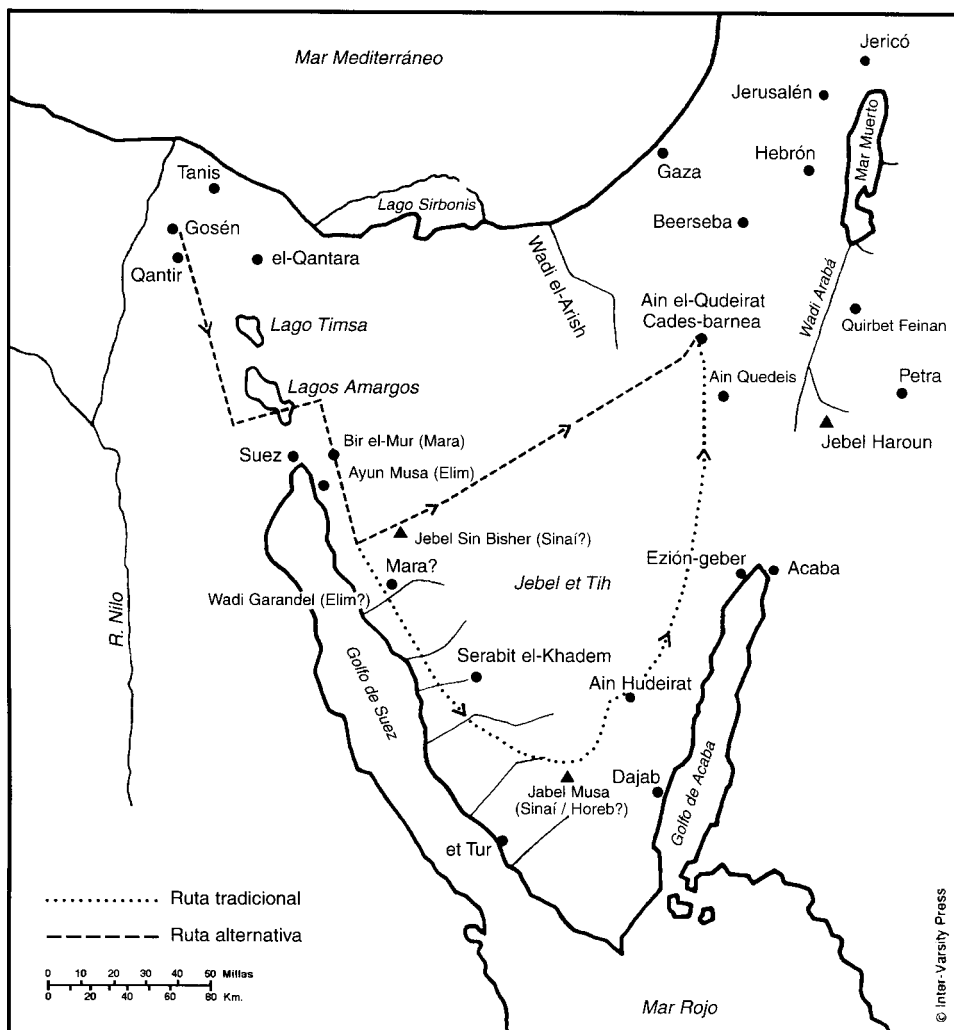 Mar Mediterráneo
Jericó
Jerusalén
Mar Muerto
Hebrón
Gaza
Tanis
Lago Sirbonis
Beerseba
Gosén
Qantir
el-Qantara
Wadi el-Arish
Wadi Arabá
Ain el-Qudeirat
Cades-barnea
Quirbet Feinan
Lago Timsa
Lagos Amargos
Ain Quedeis
Petra
Jebel Haroun
Bir el-Mur (Mara)
Suez
Ayun Musa (Elim)
Jebel Sin Bisher (Sinaí?)
Mara?
Jebel et Tih
Ezión-geber
Acaba
Wadi Garandel (Elim?)
R. Nilo
Golfo de Suez
Serabit el-Khadem
Ain Hudeirat
Jabel Musa
(Sinaí / Horeb?)
Dajab
Golfo de Acaba
et Tur
Ruta tradicional
Ruta alternativa
0 10 20 30 40 50 Millas
0 20 40 60 80 Km.
Mar Rojo
© Inter-Varsity Press